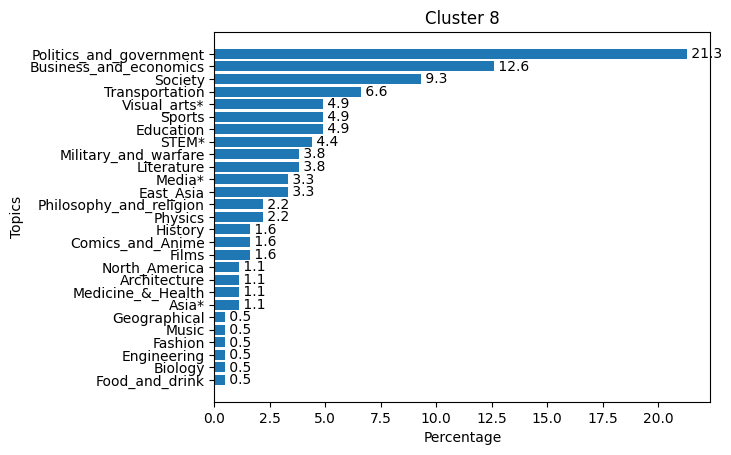 Cluster 8
Topics
Politics_and_government 21.3
Business_and_economics 12.6
Society 9.3
Transportation 6.6
Visual_arts* 4.9
Sports 4.9
Education 4.9
STEM* 4.4
Military_and_warfare 3.8
Literature 3.8
Media* 3.3
East_Asia 3.3
Philosophy_and_religion 2.2
Physics 2.2
History 1.6
Comics_and_Anime 1.6
Films 1.6
North_America 1.1
Architecture 1.1
Medicine_&_Health 1.1
Asia* 1.1
Geographical 0.5
Music 0.5
Fashion 0.5
Engineering 0.5
Biology 0.5
Food_and_drink 0.5
0.0 2.5 5.0 7.5 10.0 12.5 15.0 17.5 20.0
Percentage